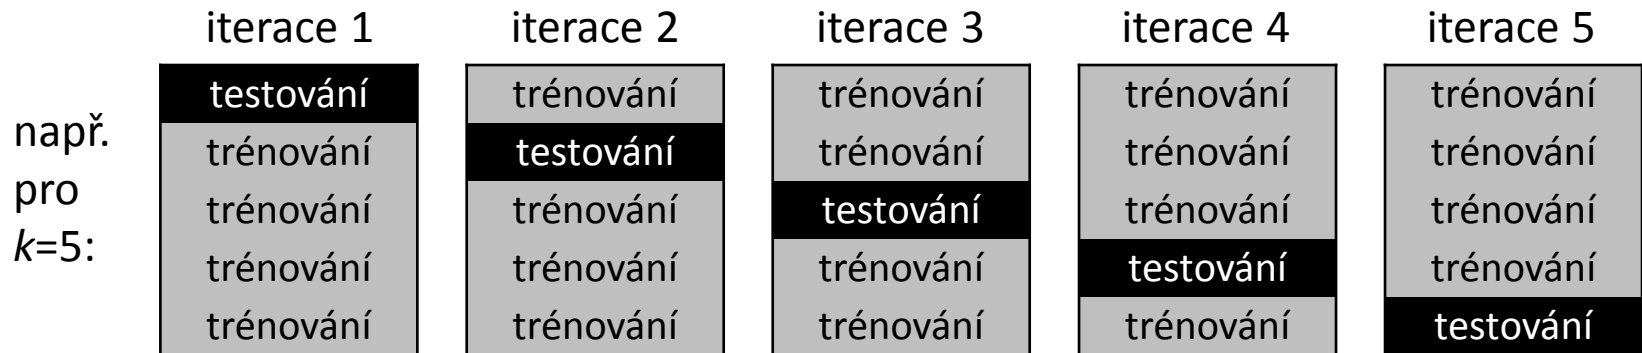 iterace 1 iterace 2 iterace 3 iterace 4 iterace 5
např.
pro
k=5:
testování trénování trénování trénování trénování
trénování testování trénování trénování trénování
trénování trénování testování trénování trénování
trénování trénování trénování testování trénování
trénování trénování trénování trénování testování